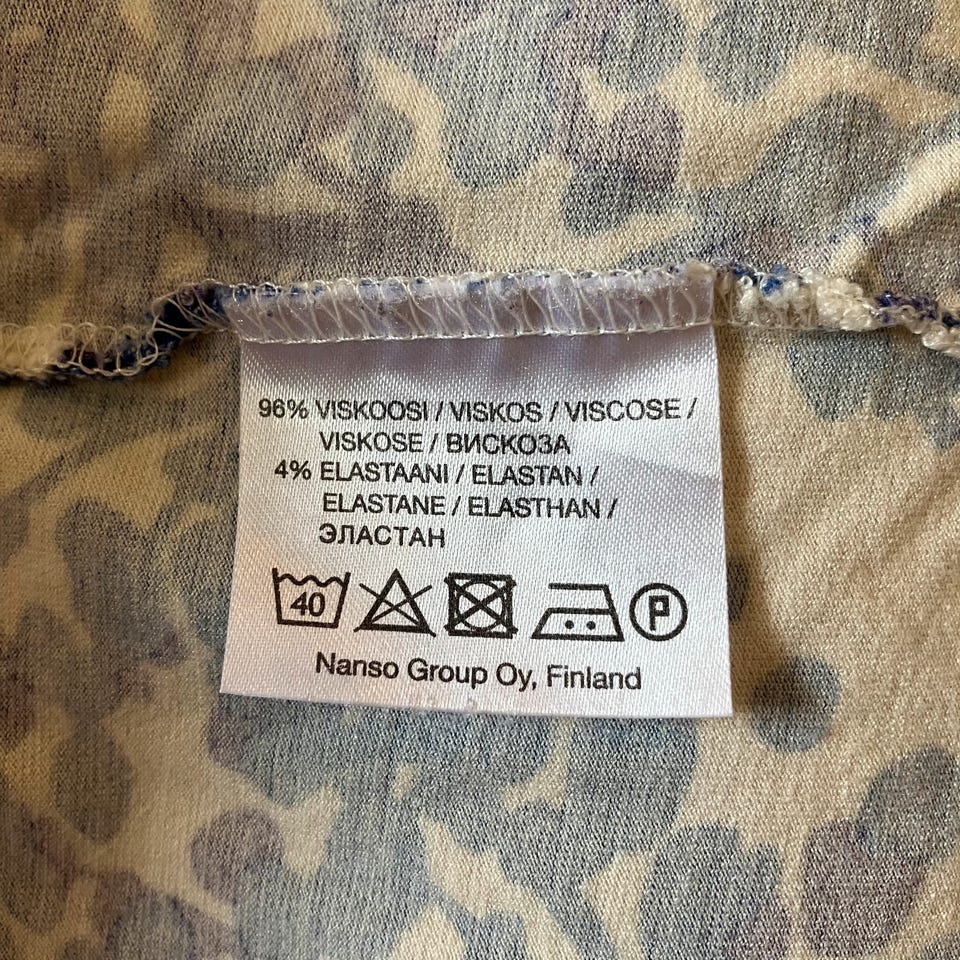 96% VISKOOSI / VISKOS / VISCOSE /
VISKOSE / ВИСКОЗА
4% ELASTAANI / ELASTAN /
ELASTANE / ELASTHAN /
ЭЛАСТАН
40 P
Nanso Group Oy, Finland